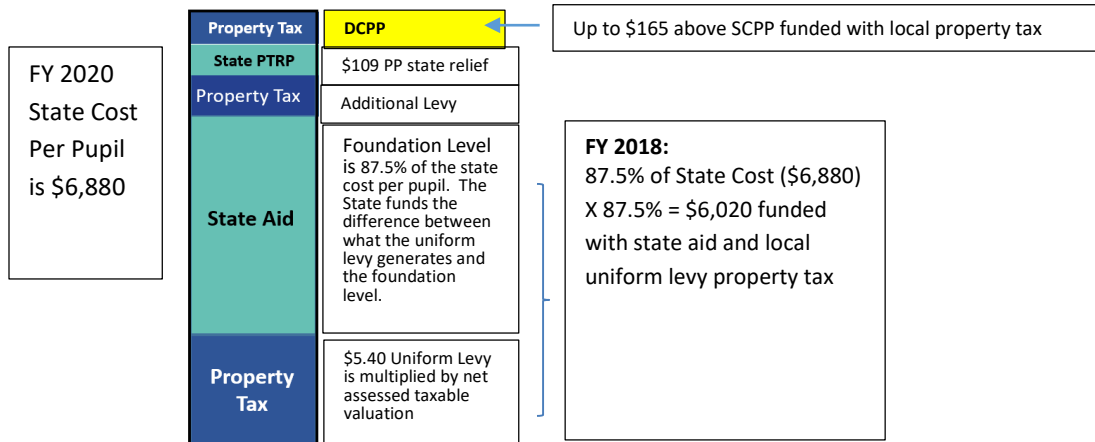 Property Tax
DCPP
Up to $165 above SCPP funded with local property tax
FY 2020
State Cost
Per Pupil
is $6,880
State PTRP
$109 PP state relief
Property Tax
Additional Levy
State Aid
Foundation Level
is 87.5% of the state
cost per pupil. The
State funds the
difference between
what the uniform
levy generates and
the foundation
level.
FY 2018:
87.5% of State Cost ($6,880)
X 87.5% = $6,020 funded
with state aid and local
uniform levy property tax
Property
Tax
$5.40 Uniform Levy
is multiplied by net
assessed taxable
valuation